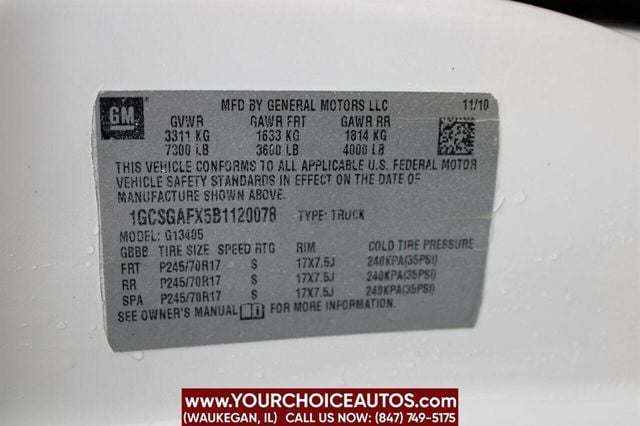 GM
MFD BY GENERAL MOTORS LLC 11/10
GVWR GAWR FRT GAWR RR
3311 KG 1633 KG 1814 KG
7300 LB 3600 LB 4000 LB
THIS VEHICLE CONFORMS TO ALL APPLICABLE U.S. FEDERAL MOTOR
VEHICLE SAFETY STANDARDS IN EFFECT ON THE DATE OF
MANUFACTURE SHOWN ABOVE.
1GCSGAFX5B1120078 TYPE: TRUCK
MODEL: G13405
GBBB TIRE SIZE SPEED RTG RIM COLD TIRE PRESSURE
FRT P245/70R17 S 17X7.5J 240KPA(35PSI)
RR P245/70R17 S 17X7.5J 240KPA(35PSI)
SPA P245/70R17 S 17X7.5J 240KPA(35PSI)
SEE OWNER'S MANUAL FOR MORE INFORMATION.
WWW.YOURCHOICEAUTOS.COM
(WAUKEGAN, IL) CALL US NOW: (847) 749-5175